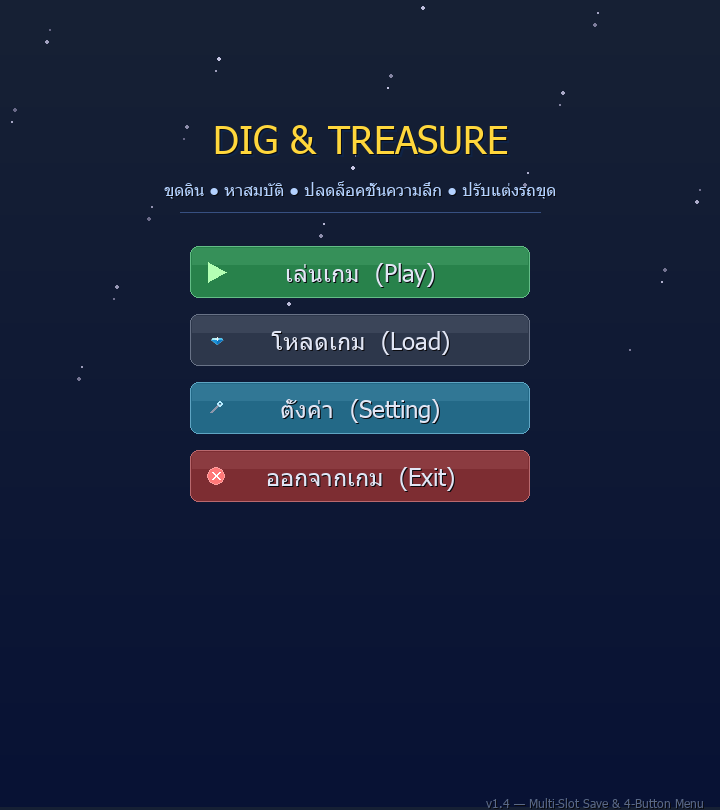 DIG & TREASURE
ขุดดิน ● หาสมบัติ ● ปลดล็อคชั้นความลึก ● ปรับแต่งรถขุด
เล่นเกม (Play)
โหลดเกม (Load)
ตั้งค่า (Setting)
ออกจากเกม (Exit)
v1.4 — Multi-Slot Save & 4-Button Menu